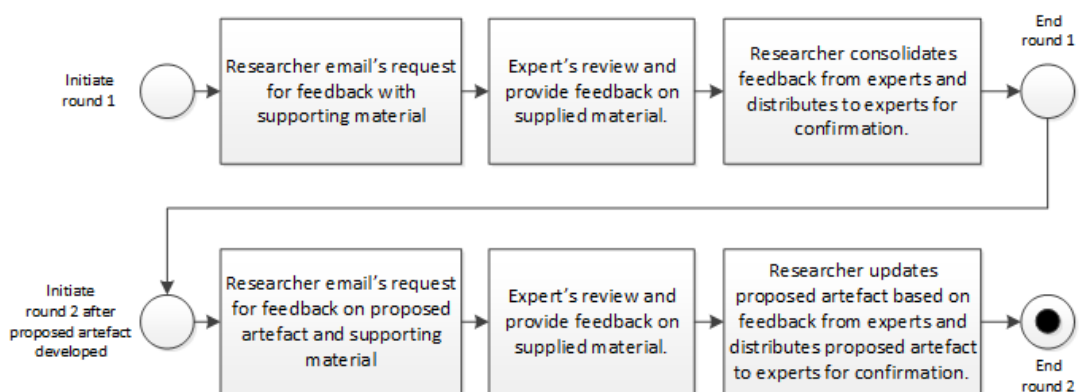 Initiate
round 1
Researcher email's request
for feedback with
supporting material
Expert's review and
provide feedback on
supplied material.
Researcher consolidates
feedback from experts and
distributes to experts for
confirmation.
End
round 1
Initiate
round 2 after
proposed artefact
developed
Researcher email's request
for feedback on proposed
artefact and supporting
material
Expert's review and
provide feedback on
supplied material.
Researcher updates
proposed artefact based on
feedback from experts and
distributes proposed artefact
to experts for confirmation.
End
round 2